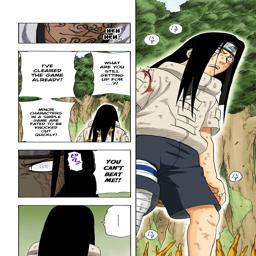 HEH
HEH...
I'VE
CLEARED
THE GAME
ALREADY!
WHAT
ARE YOU
STILL
GETTING
UP FOR
...?!
MINOR
CHARACTERS
IN A
SIMPLE
GAME ARE
FATED TO BE
KNOCKED
OUT
QUICKLY!
YOU
CAN'T
BEAT
ME!!